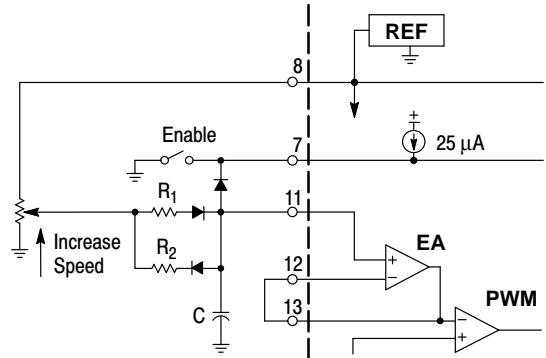 REF
8
Enable
7
25 μA
R1
11
Increase
Speed
R2
EA
12
13
PWM
C
+
−
−
+